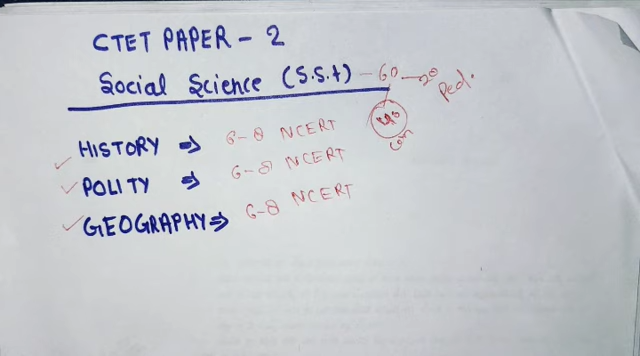 CTET PAPER - 2
Social Science (S.S.t) - 60 → 20 Ped.
40
Con
HISTORY ⇒ 6-8 NCERT
POLITY ⇒ 6-8 NCERT
GEOGRAPHY ⇒ 6-8 NCERT